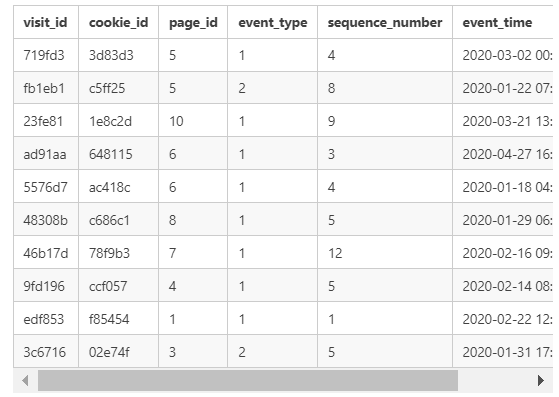 visit_id cookie_id page_id event_type sequence_number event_time
719fd3 3d83d3 5 1 4 2020-03-02 00:
fb1eb1 c5ff25 5 2 8 2020-01-22 07:
23fe81 1e8c2d 10 1 9 2020-03-21 13:
ad91aa 648115 6 1 3 2020-04-27 16:
5576d7 ac418c 6 1 4 2020-01-18 04:
48308b c686c1 8 1 5 2020-01-29 06:
46b17d 78f9b3 7 1 12 2020-02-16 09:
9fd196 ccf057 4 1 5 2020-02-14 08:
edf853 f85454 1 1 1 2020-02-22 12:
3c6716 02e74f 3 2 5 2020-01-31 17: